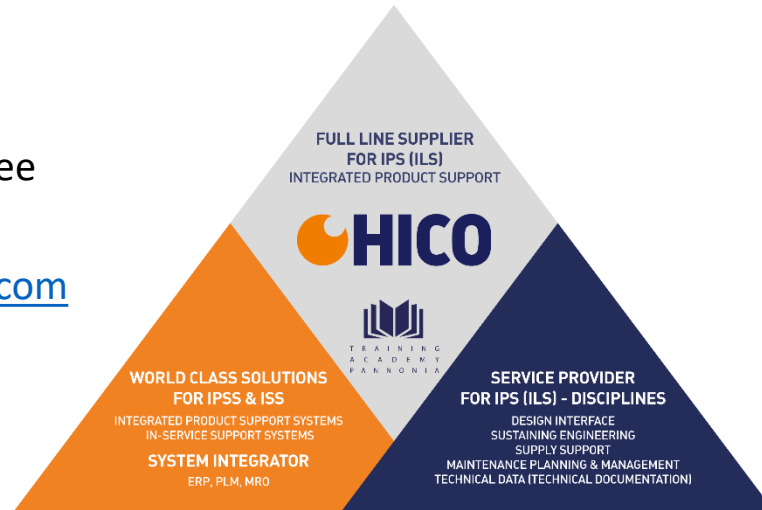 ee
.com
FULL LINE SUPPLIER
FOR IPS (ILS)
INTEGRATED PRODUCT SUPPORT
HICO
TRAINING
ACADEMY
PANNONIA
WORLD CLASS SOLUTIONS
FOR IPSS & ISS
INTEGRATED PRODUCT SUPPORT SYSTEMS
IN-SERVICE SUPPORT SYSTEMS
SYSTEM INTEGRATOR
ERP, PLM, MRO
SERVICE PROVIDER
FOR IPS (ILS) - DISCIPLINES
DESIGN INTERFACE
SUSTAINING ENGINEERING
SUPPLY SUPPORT
MAINTENANCE PLANNING & MANAGEMENT
TECHNICAL DATA (TECHNICAL DOCUMENTATION)